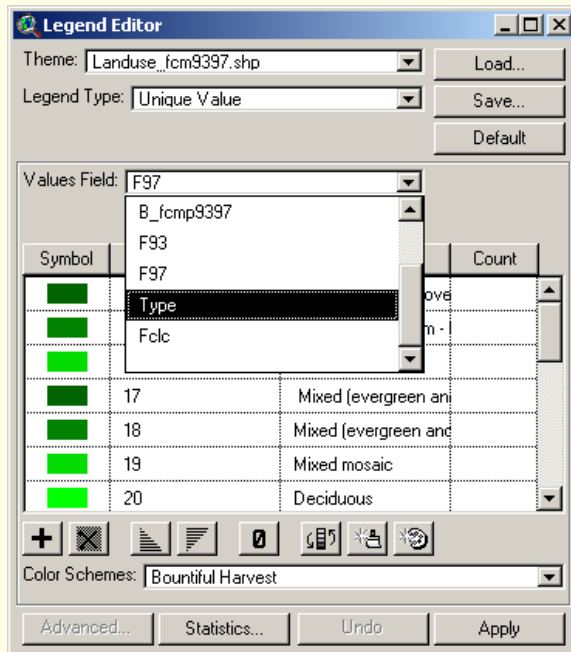 Legend Editor
Theme: Landuse_fcm9397.shp
Load...
Legend Type: Unique Value
Save...
Default
Values Field: F97
B_fcmp9397
F93
F97
Type
Fclc
Symbol
Count
ove
m -
17 Mixed (evergreen an
18 Mixed (evergreen and
19 Mixed mosaic
20 Deciduous
0
Color Schemes: Bountiful Harvest
Advanced...
Statistics...
Undo
Apply